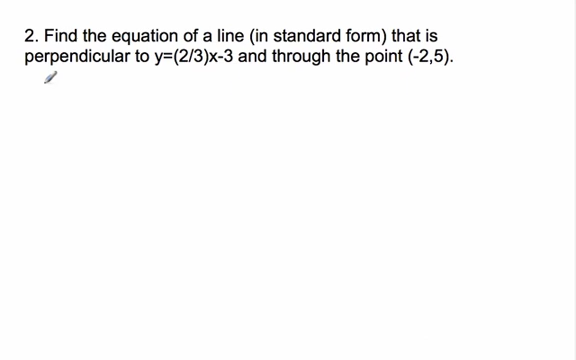 2. Find the equation of a line (in standard form) that is
perpendicular to y=(2/3)x-3 and through the point (-2,5).